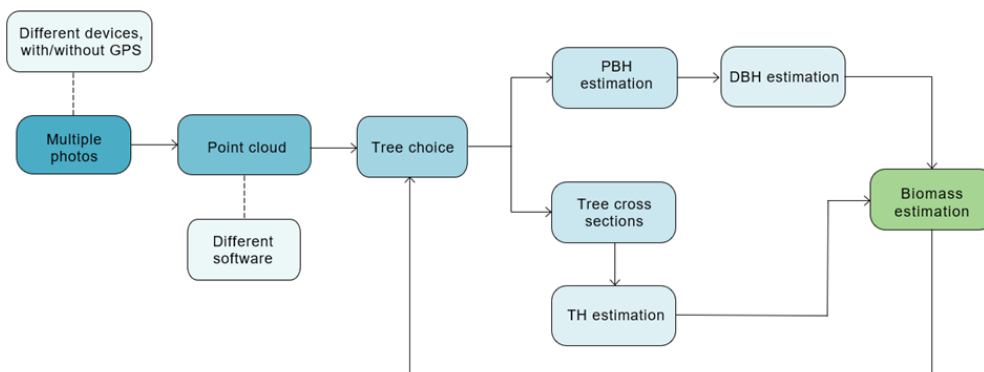 Different devices,
with/without GPS
Multiple
photos
Point cloud
Different
software
Tree choice
PBH
estimation
DBH estimation
Tree cross
sections
TH estimation
Biomass
estimation